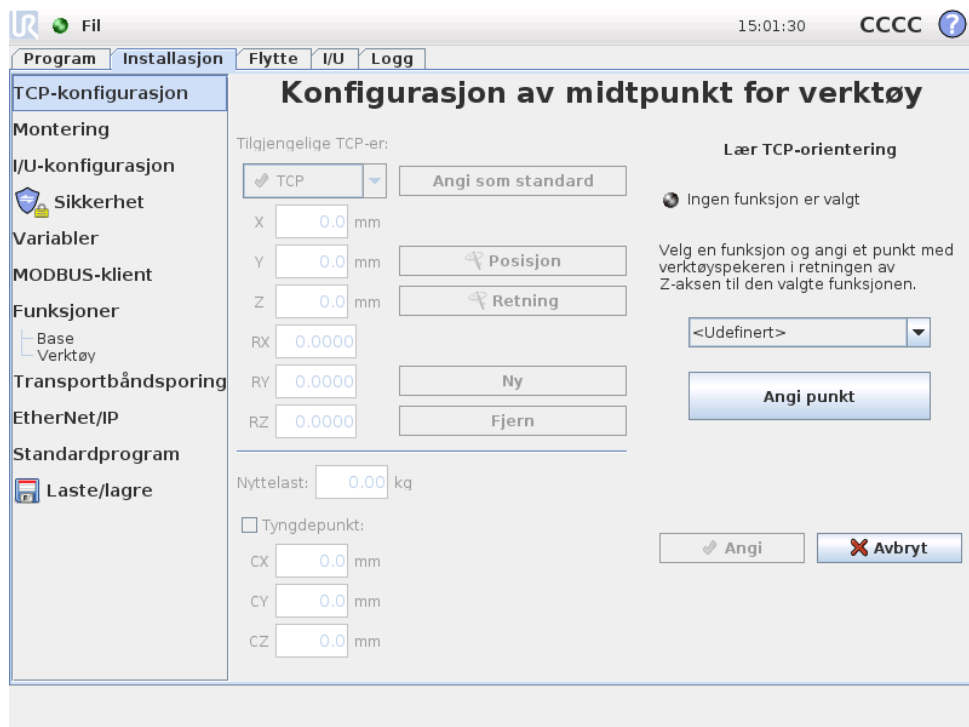 UR Fil 15:01:30 CCCC ?
Program Installasjon Flytte I/U Logg
TCP-konfigurasjon
Montering
I/U-konfigurasjon
Sikkerhet
Variabler
MODBUS-klient
Funksjoner
Base
Verktøy
Transportbåndsporing
EtherNet/IP
Standardprogram
Laste/lagre
Konfigurasjon av midtpunkt for verktøy
Tilgjengelige TCP-er:
TCP Angi som standard
X 0.0 mm
Y 0.0 mm Posisjon
Z 0.0 mm Retning
RX 0.0000
RY 0.0000 Ny
RZ 0.0000 Fjern
Nyttelast: 0.00 kg
Tyngdepunkt:
CX 0.0 mm
CY 0.0 mm
CZ 0.0 mm
Lær TCP-orientering
Ingen funksjon er valgt
Velg en funksjon og angi et punkt med
verktøyspekeren i retningen av
Z-aksen til den valgte funksjonen.
<Udefinert>
Angi punkt
Angi Avbryt